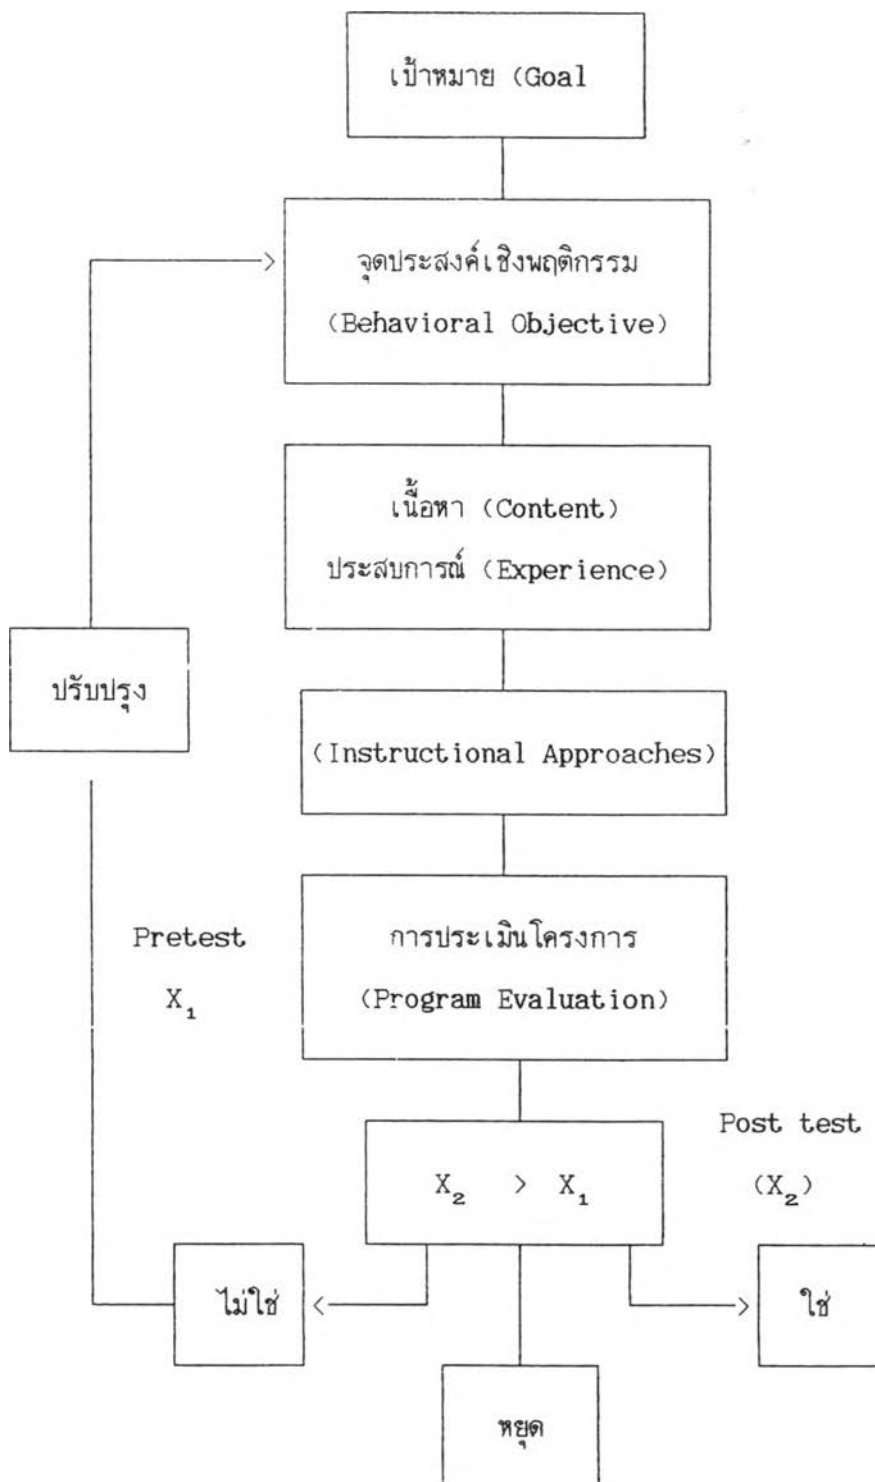 เป้าหมาย (Goal
จุดประสงค์เชิงพฤติกรรม
(Behavioral Objective)
เนื้อหา (Content)
ประสบการณ์ (Experience)
ปรับปรุง
(Instructional Approaches)
Pretest
X₁
การประเมินโครงการ
(Program Evaluation)
Post test
(X₂)
X₂ > X₁
ไม่ใช่
ใช่
หยุด